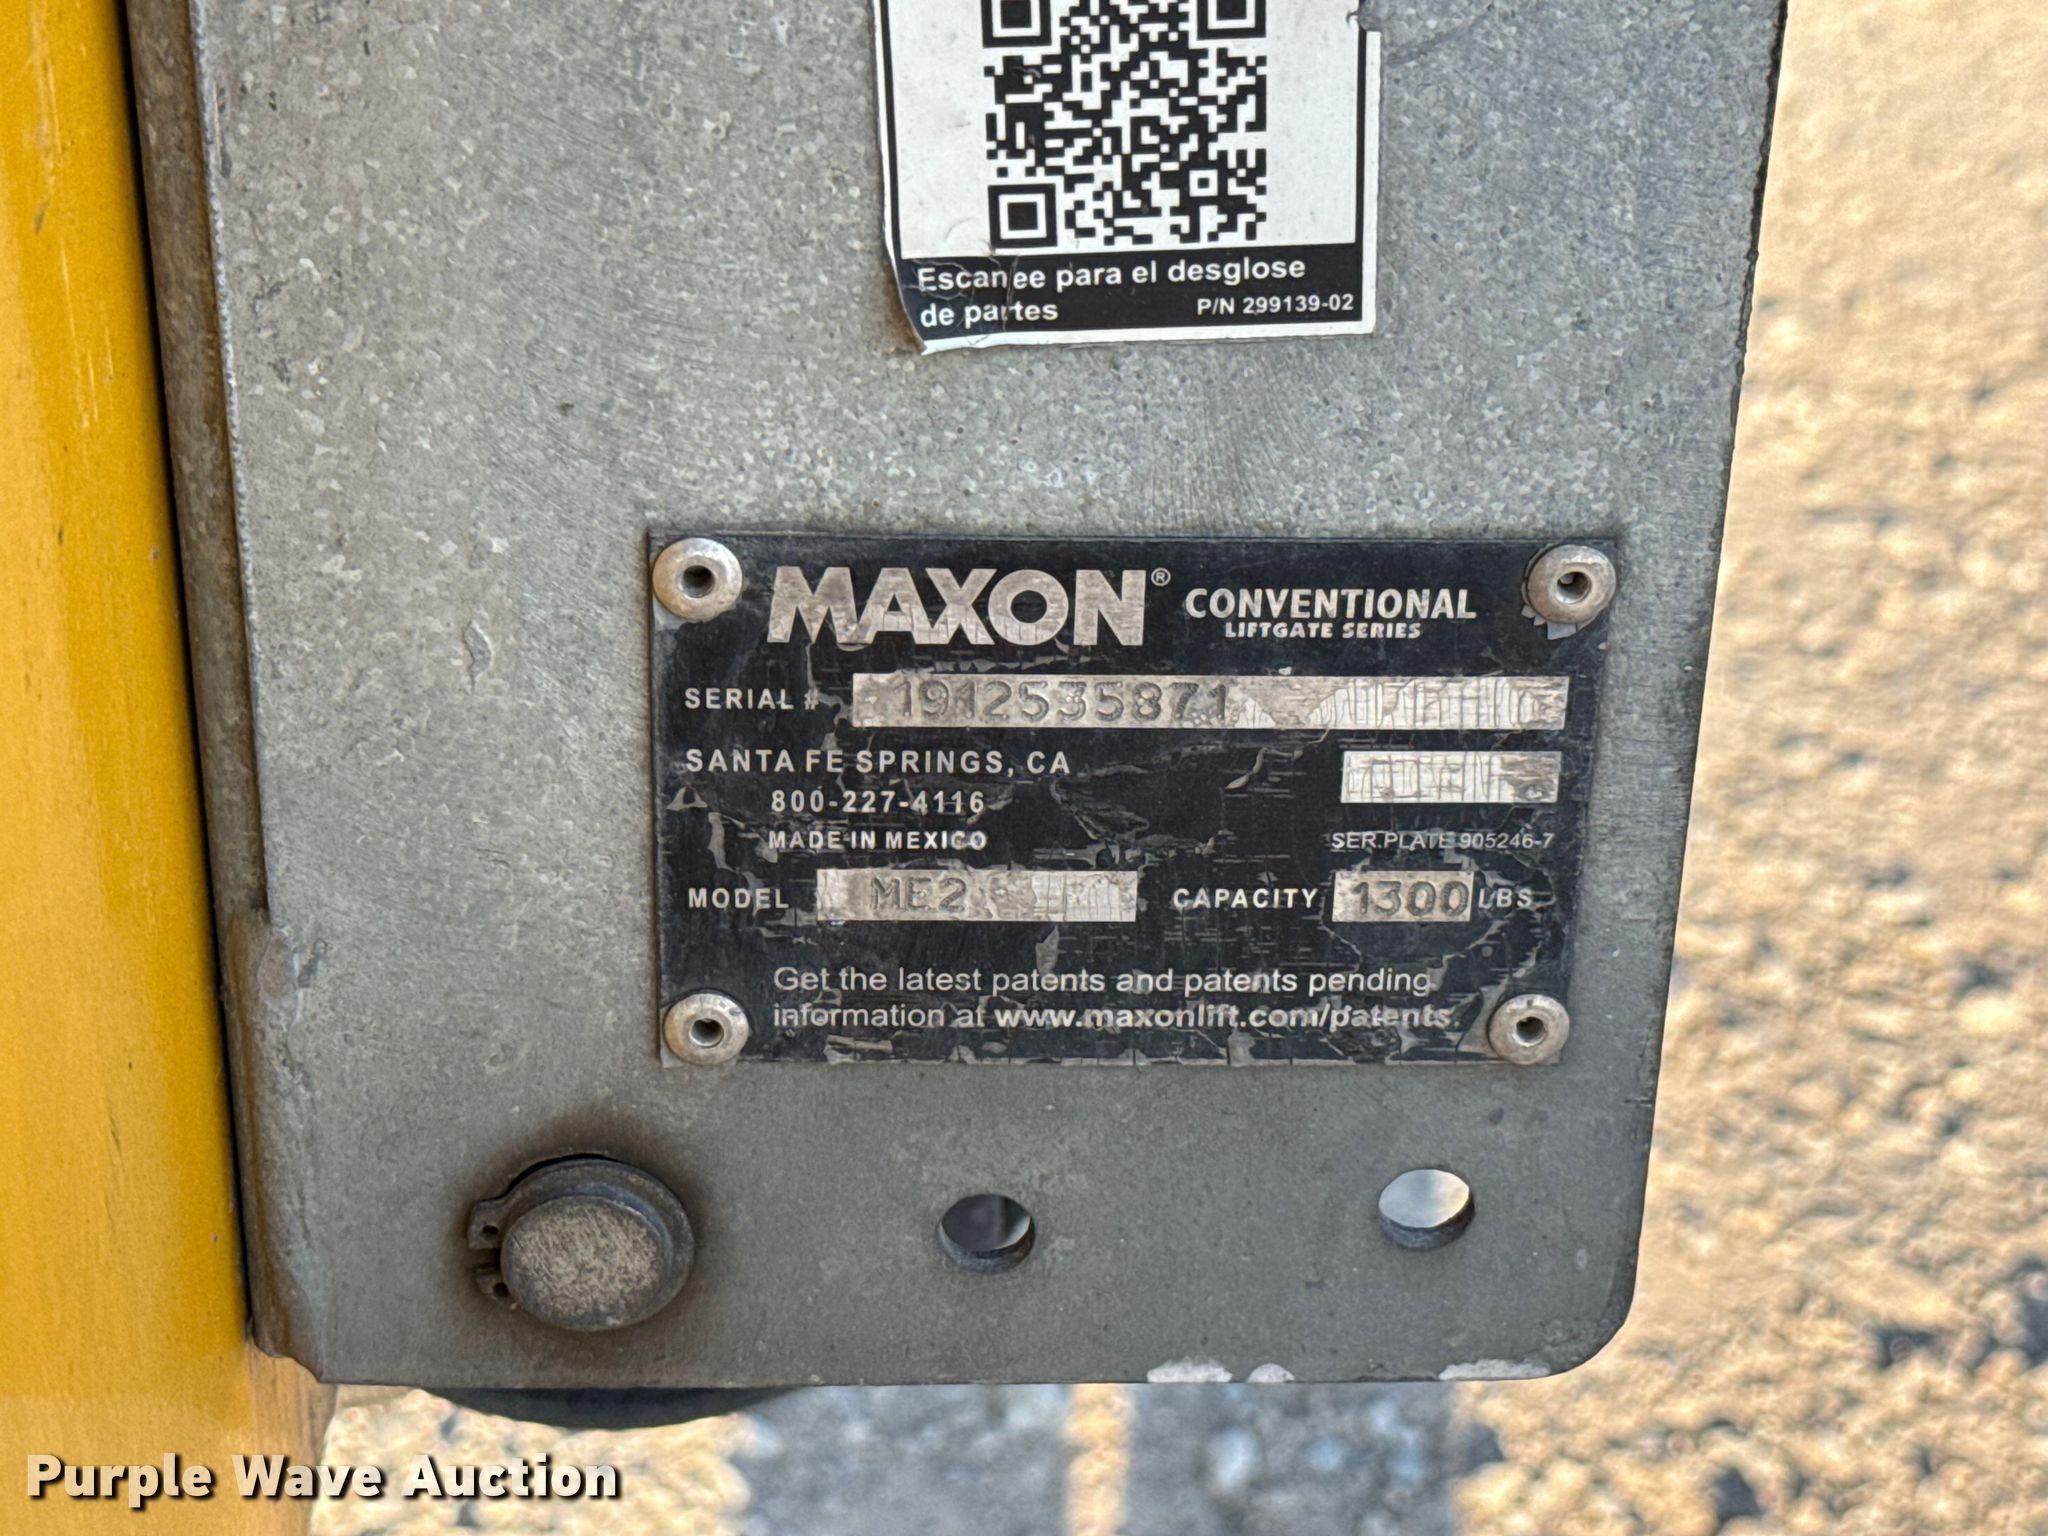 Escanee para el desglose
de partes P/N 299139-02
MAXON® CONVENTIONAL
LIFTGATE SERIES
SERIAL # 1912535871
SANTA FE SPRINGS, CA
800-227-4116
MADE IN MEXICO
SER.PLATE 905246-7
MODEL ME2 CAPACITY 1300 LBS
Get the latest patents and patents pending
information at www.maxonlift.com/patents.
Purple Wave Auction